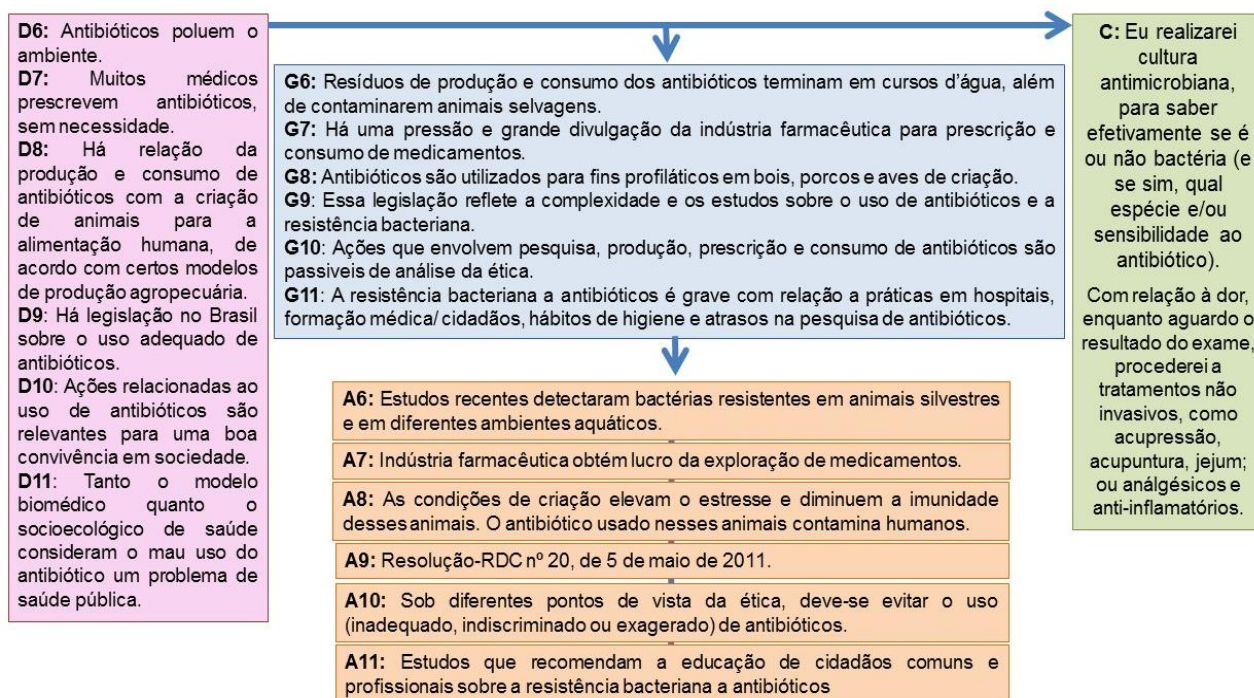 D6: Antibióticos poluem o
ambiente.
D7: Muitos médicos
prescrevem antibióticos,
sem necessidade.
D8: Há relação da
produção e consumo de
antibióticos com a criação
de animais para a
alimentação humana, de
acordo com certos modelos
de produção agropecuária.
D9: Há legislação no Brasil
sobre o uso adequado de
antibióticos.
D10: Ações relacionadas ao
uso de antibióticos são
relevantes para uma boa
convivência em sociedade.
D11: Tanto o modelo
biomédico quanto o
socioecológico de saúde
consideram o mau uso do
antibiótico um problema de
saúde pública.
G6: Resíduos de produção e consumo dos antibióticos terminam em cursos d'água, além
de contaminarem animais selvagens.
G7: Há uma pressão e grande divulgação da indústria farmacêutica para prescrição e
consumo de medicamentos.
G8: Antibióticos são utilizados para fins profiláticos em bois, porcos e aves de criação.
G9: Essa legislação reflete a complexidade e os estudos sobre o uso de antibióticos e a
resistência bacteriana.
G10: Ações que envolvem pesquisa, produção, prescrição e consumo de antibióticos são
passiveis de análise da ética.
G11: A resistência bacteriana a antibióticos é grave com relação a práticas em hospitais,
formação médica/ cidadãos, hábitos de higiene e atrasos na pesquisa de antibióticos.
A6: Estudos recentes detectaram bactérias resistentes em animais silvestres
e em diferentes ambientes aquáticos.
A7: Indústria farmacêutica obtém lucro da exploração de medicamentos.
A8: As condições de criação elevam o estresse e diminuem a imunidade
desses animais. O antibiótico usado nesses animais contamina humanos.
A9: Resolução-RDC nº 20, de 5 de maio de 2011.
A10: Sob diferentes pontos de vista da ética, deve-se evitar o uso
(inadequado, indiscriminado ou exagerado) de antibióticos.
A11: Estudos que recomendam a educação de cidadãos comuns e
profissionais sobre a resistência bacteriana a antibióticos
C: Eu realizarei
cultura
antimicrobiana,
para saber
efetivamente se é
ou não bactéria (e
se sim, qual
espécie e/ou
sensibilidade ao
antibiótico).
Com relação à dor,
enquanto aguardo o
resultado do exame,
procederei a
tratamentos não
invasivos, como
acupressão,
acupuntura, jejum;
ou análgésicos e
anti-inflamatórios.